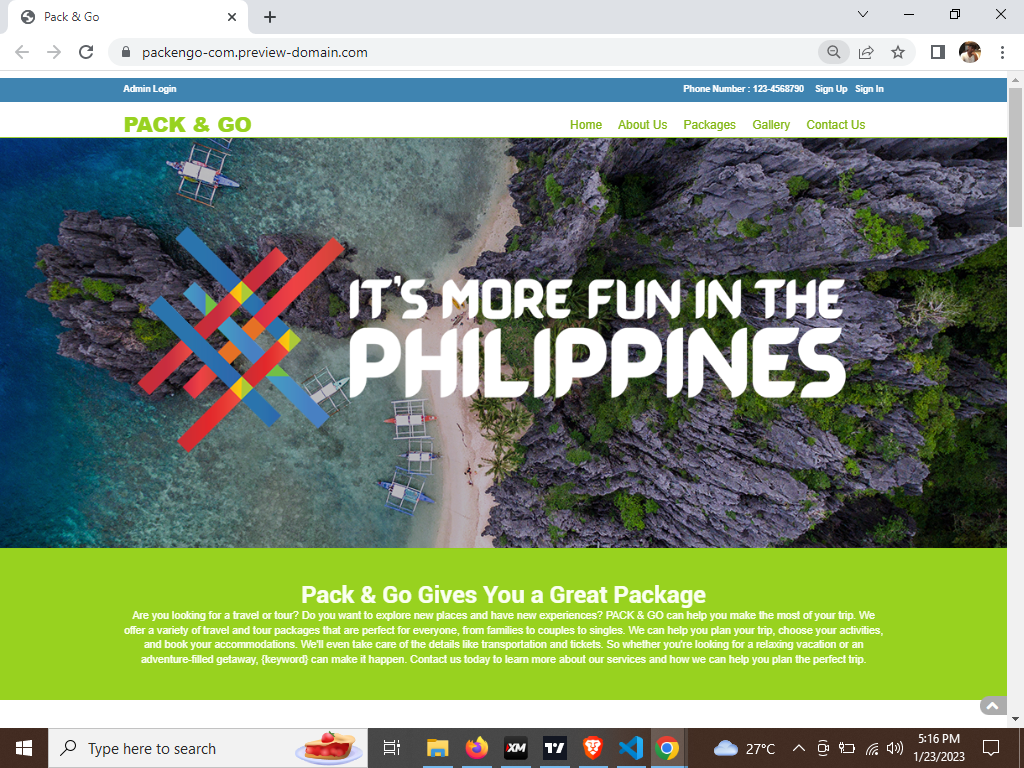 Pack & Go
packengo-com.preview-domain.com
Admin Login
Phone Number : 123-4568790 Sign Up Sign In
PACK & GO
Home About Us Packages Gallery Contact Us
IT'S MORE FUN IN THE
PHILIPPINES
Pack & Go Gives You a Great Package
Are you looking for a travel or tour? Do you want to explore new places and have new experiences? PACK & GO can help you make the most of your trip. We
offer a variety of travel and tour packages that are perfect for everyone, from families to couples to singles. We can help you plan your trip, choose your activities,
and book your accommodations. We'll even take care of the details like transportation and tickets. So whether you're looking for a relaxing vacation or an
adventure-filled getaway, {keyword} can make it happen. Contact us today to learn more about our services and how we can help you plan the perfect trip.
Type here to search
XM
27°C
5:16 PM
1/23/2023